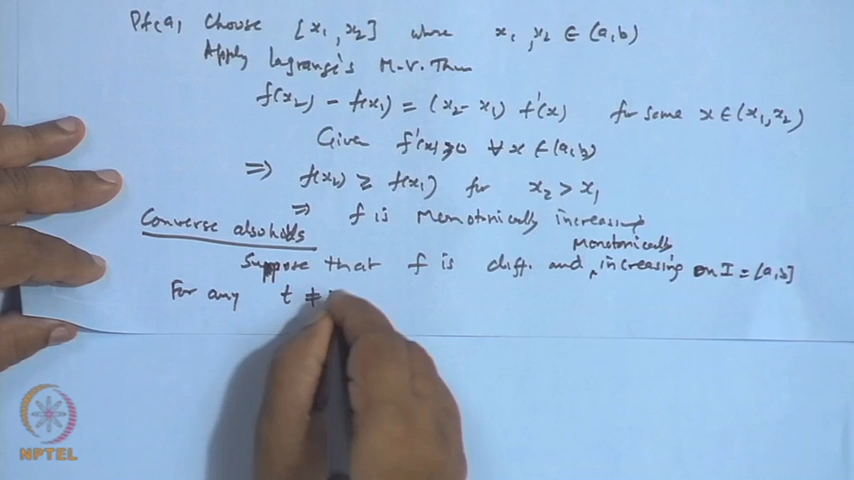 Pf (a) Choose [x₁, x₂] where x₁, x₂ ∈ (a, b)
Apply Lagrange's M.V. Thm
f(x₂) - f(x₁) = (x₂ - x₁) f'(x) for some x ∈ (x₁, x₂)
Given f'(x) ≥ 0 ∀ x ∈ (a, b)
⇒ f(x₂) ≥ f(x₁) for x₂ > x₁
⇒ f is Monotonically increasing
Converse also holds
Suppose that f is diff. and, Monotonically increasing on I = [a, b]
For any t ≠
NPTEL